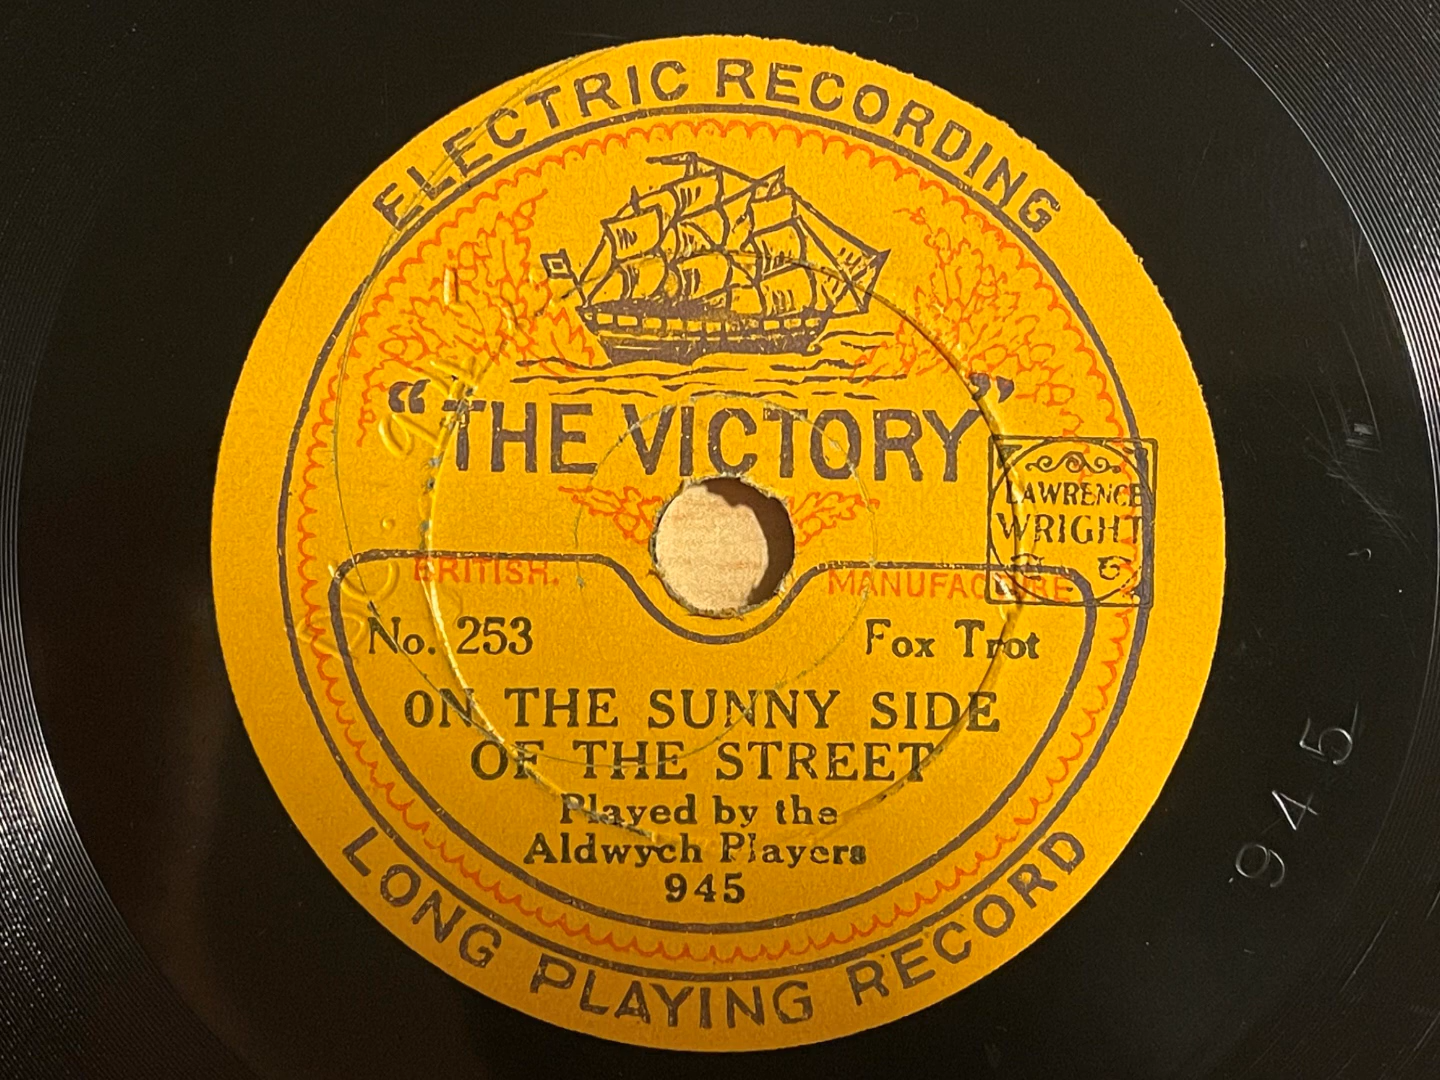 ELECTRIC RECORDING
"THE VICTORY"
LAWRENCE
WRIGHT
BRITISH. MANUFACTURE
No. 253 Fox Trot
ON THE SUNNY SIDE
OF THE STREET
Played by the
Aldwych Players
945
LONG PLAYING RECORD
945